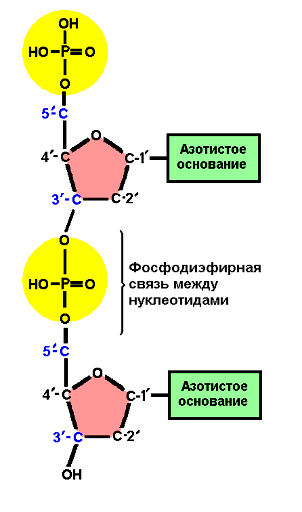 OH
HO-P=O
O
5′-C
O
4′-C C-1′ Азотистое
основание
3′-C C-2′
O
HO-P=O
O
Фосфодиэфирная
связь между
нуклеотидами
5′-C
O
4′-C C-1′ Азотистое
основание
3′-C C-2′
OH